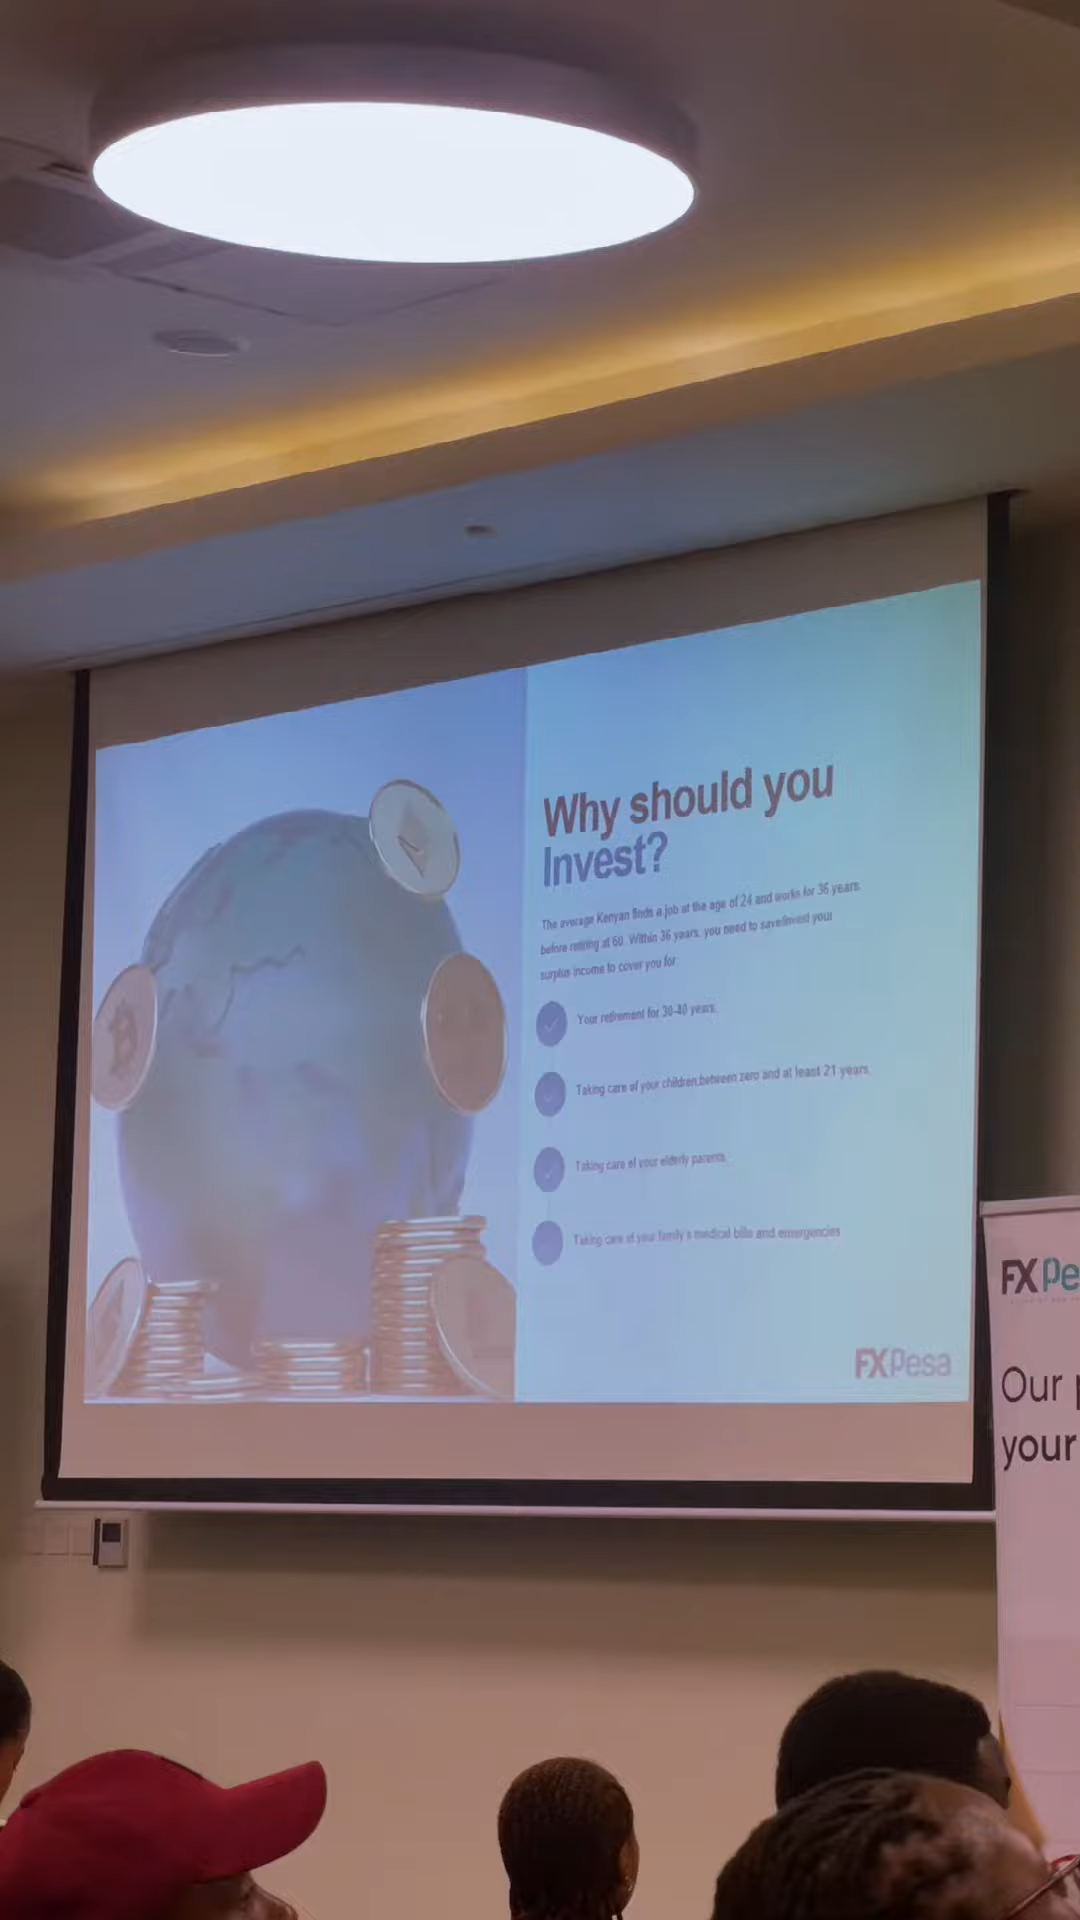 Why should you
Invest?
The average Kenyan finds a job at the age of 24 and works for 36 years
before retiring at 60. Within 36 years, you need to save/invest your
surplus income to cover you for
Your retirement for 30-40 years.
Taking care of your children,between zero and at least 21 years.
Taking care of your elderly parents.
Taking care of your family's medical bills and emergencies
FXPesa
FXPe
Our p
your